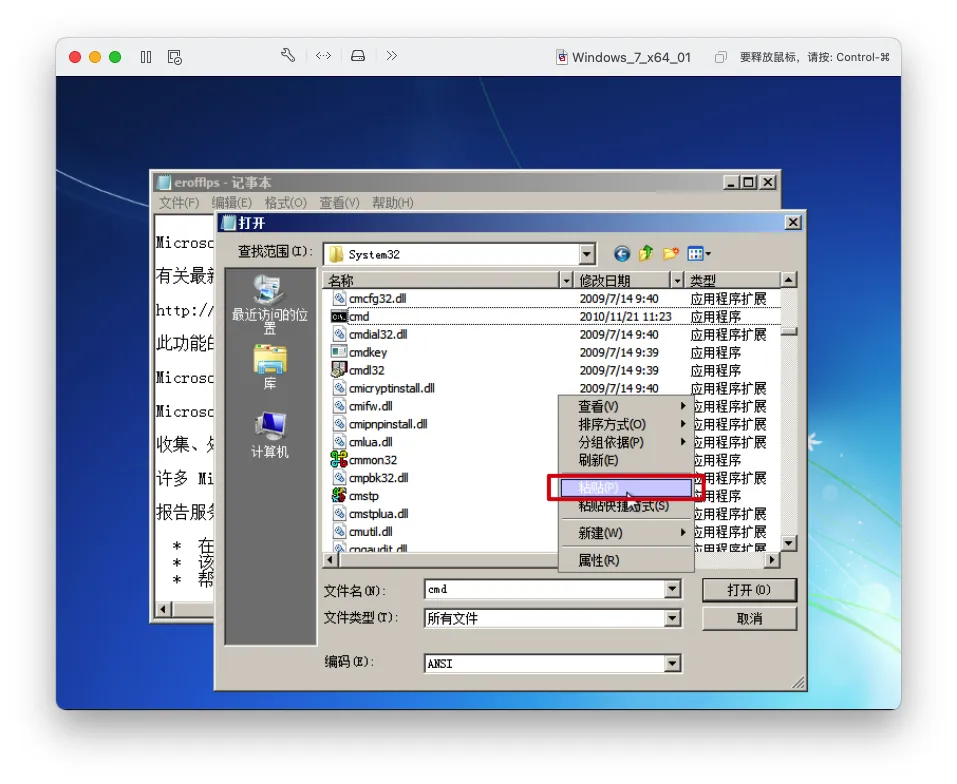 Windows_7_x64_01
要释放鼠标，请按: Control-⌘
erofflps - 记事本
文件(F) 编辑(E) 格式(O) 查看(V) 帮助(H)
打开
查找范围(I):
System32
Microso
有关最新
http://
此功能的
Microso
Microso
收集、处
许多 Mi
报告服务
* 在
* 该
* 帮
最近访问的位置
库
计算机
名称 修改日期 类型
cmcfg32.dll 2009/7/14 9:40 应用程序扩展
cmd 2010/11/21 11:23 应用程序
cmdial32.dll 2009/7/14 9:40 应用程序扩展
cmdkey 2009/7/14 9:39 应用程序
cmdl32 2009/7/14 9:39 应用程序
cmicryptinstall.dll 2009/7/14 9:40 应用程序扩展
cmifw.dll 应用程序扩展
cmipnpinstall.dll 应用程序扩展
cmlua.dll 应用程序扩展
cmmon32 应用程序
cmpbk32.dll 应用程序扩展
cmstp 应用程序
cmstplua.dll 应用程序扩展
cmutil.dll 应用程序扩展
cngaudit.dll 应用程序扩展
查看(V)
排序方式(O)
分组依据(P)
刷新(E)
粘贴(P)
粘贴快捷方式(S)
新建(W)
属性(R)
文件名(N): cmd 打开(O)
文件类型(T): 所有文件 取消
编码(E): ANSI